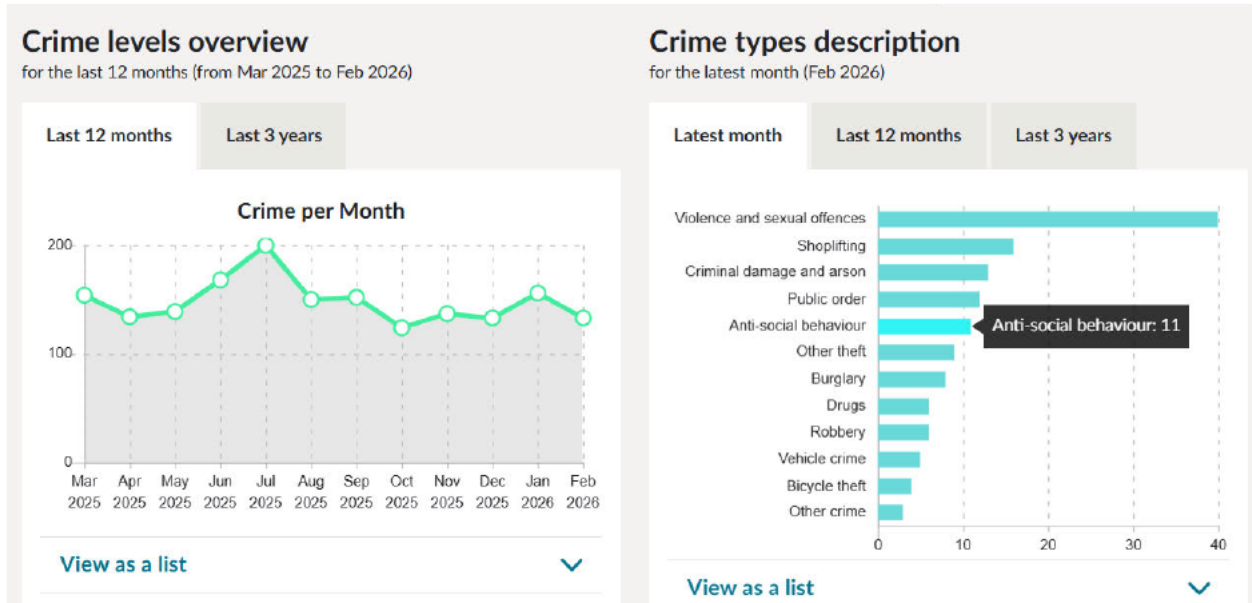 Crime levels overview
for the last 12 months (from Mar 2025 to Feb 2026)
Last 12 months
Last 3 years
Crime per Month
200
100
0
Mar Apr May Jun Jul Aug Sep Oct Nov Dec Jan Feb
2025 2025 2025 2025 2025 2025 2025 2025 2025 2025 2026 2026
View as a list
Crime types description
for the latest month (Feb 2026)
Latest month
Last 12 months
Last 3 years
Violence and sexual offences
Shoplifting
Criminal damage and arson
Public order
Anti-social behaviour
Anti-social behaviour: 11
Other theft
Burglary
Drugs
Robbery
Vehicle crime
Bicycle theft
Other crime
0 10 20 30 40
View as a list